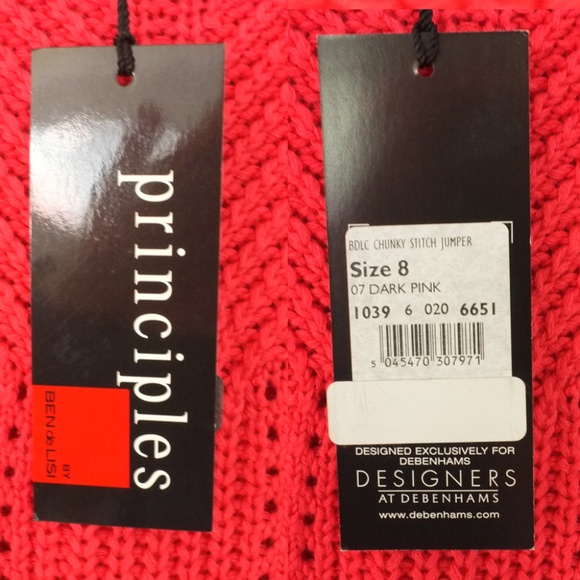 principles
BY
BEN de LISI
BDLC CHUNKY STITCH JUMPER
Size 8
07 DARK PINK
1039 6 020 6651
5 045470 307971
DESIGNED EXCLUSIVELY FOR
DEBENHAMS
DESIGNERS
AT DEBENHAMS
www.debenhams.com